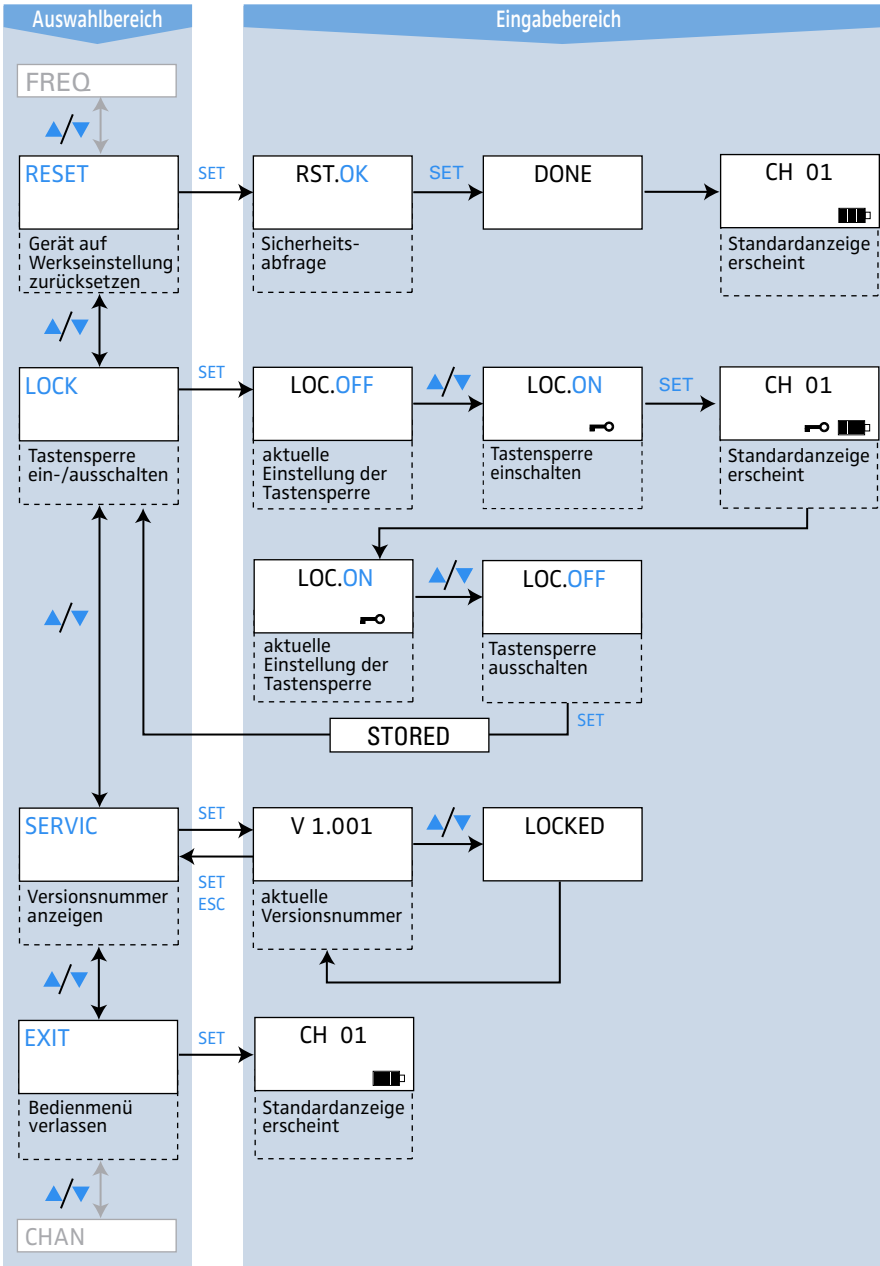 Auswahlbereich
Eingabebereich
FREQ
▲/▼
RESET
SET
RST.OK
SET
DONE
CH 01
Gerät auf
Werkseinstellung
zurücksetzen
Sicherheits-
abfrage
Standardanzeige
erscheint
▲/▼
LOCK
SET
LOC.OFF
▲/▼
LOC.ON
SET
CH 01
Tastensperre
ein-/ausschalten
aktuelle
Einstellung der
Tastensperre
Tastensperre
einschalten
Standardanzeige
erscheint
▲/▼
LOC.ON
▲/▼
LOC.OFF
aktuelle
Einstellung der
Tastensperre
Tastensperre
ausschalten
SET
STORED
SERVIC
SET
V 1.001
▲/▼
LOCKED
SET
ESC
Versionsnummer
anzeigen
aktuelle
Versionsnummer
▲/▼
EXIT
SET
CH 01
Bedienmenü
verlassen
Standardanzeige
erscheint
▲/▼
CHAN